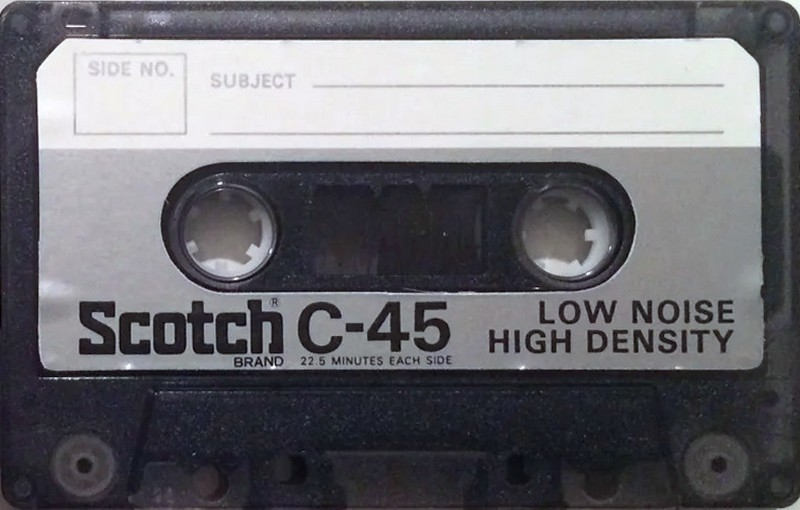 SIDE NO.
SUBJECT
Scotch® C-45
BRAND 22.5 MINUTES EACH SIDE
LOW NOISE
HIGH DENSITY